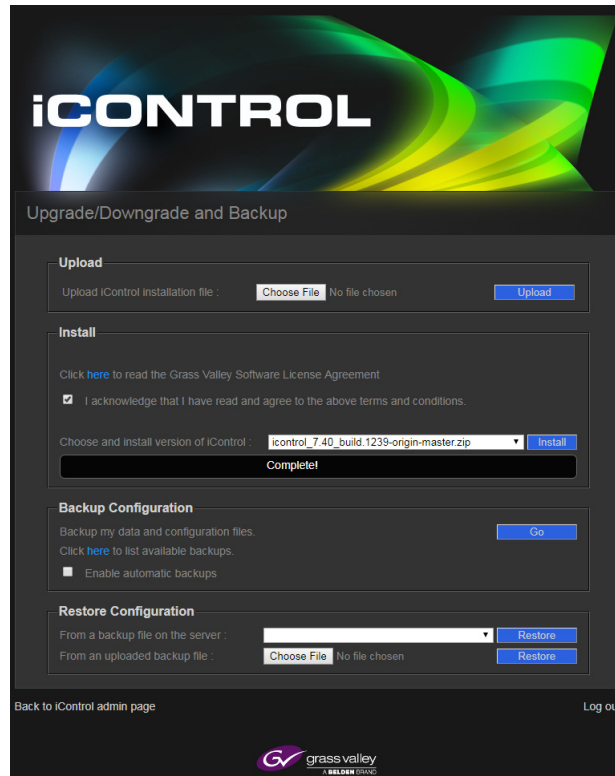 iCONTROL
Upgrade/Downgrade and Backup
Upload
Upload iControl installation file : Choose File No file chosen Upload
Install
Click here to read the Grass Valley Software License Agreement
I acknowledge that I have read and agree to the above terms and conditions.
Choose and install version of iControl : icontrol_7.40_build.1239-origin-master.zip Install
Complete!
Backup Configuration
Backup my data and configuration files. Go
Click here to list available backups.
Enable automatic backups
Restore Configuration
From a backup file on the server : Restore
From an uploaded backup file : Choose File No file chosen Restore
Back to iControl admin page Log ou
GV grass valley
A BELDEN BRAND